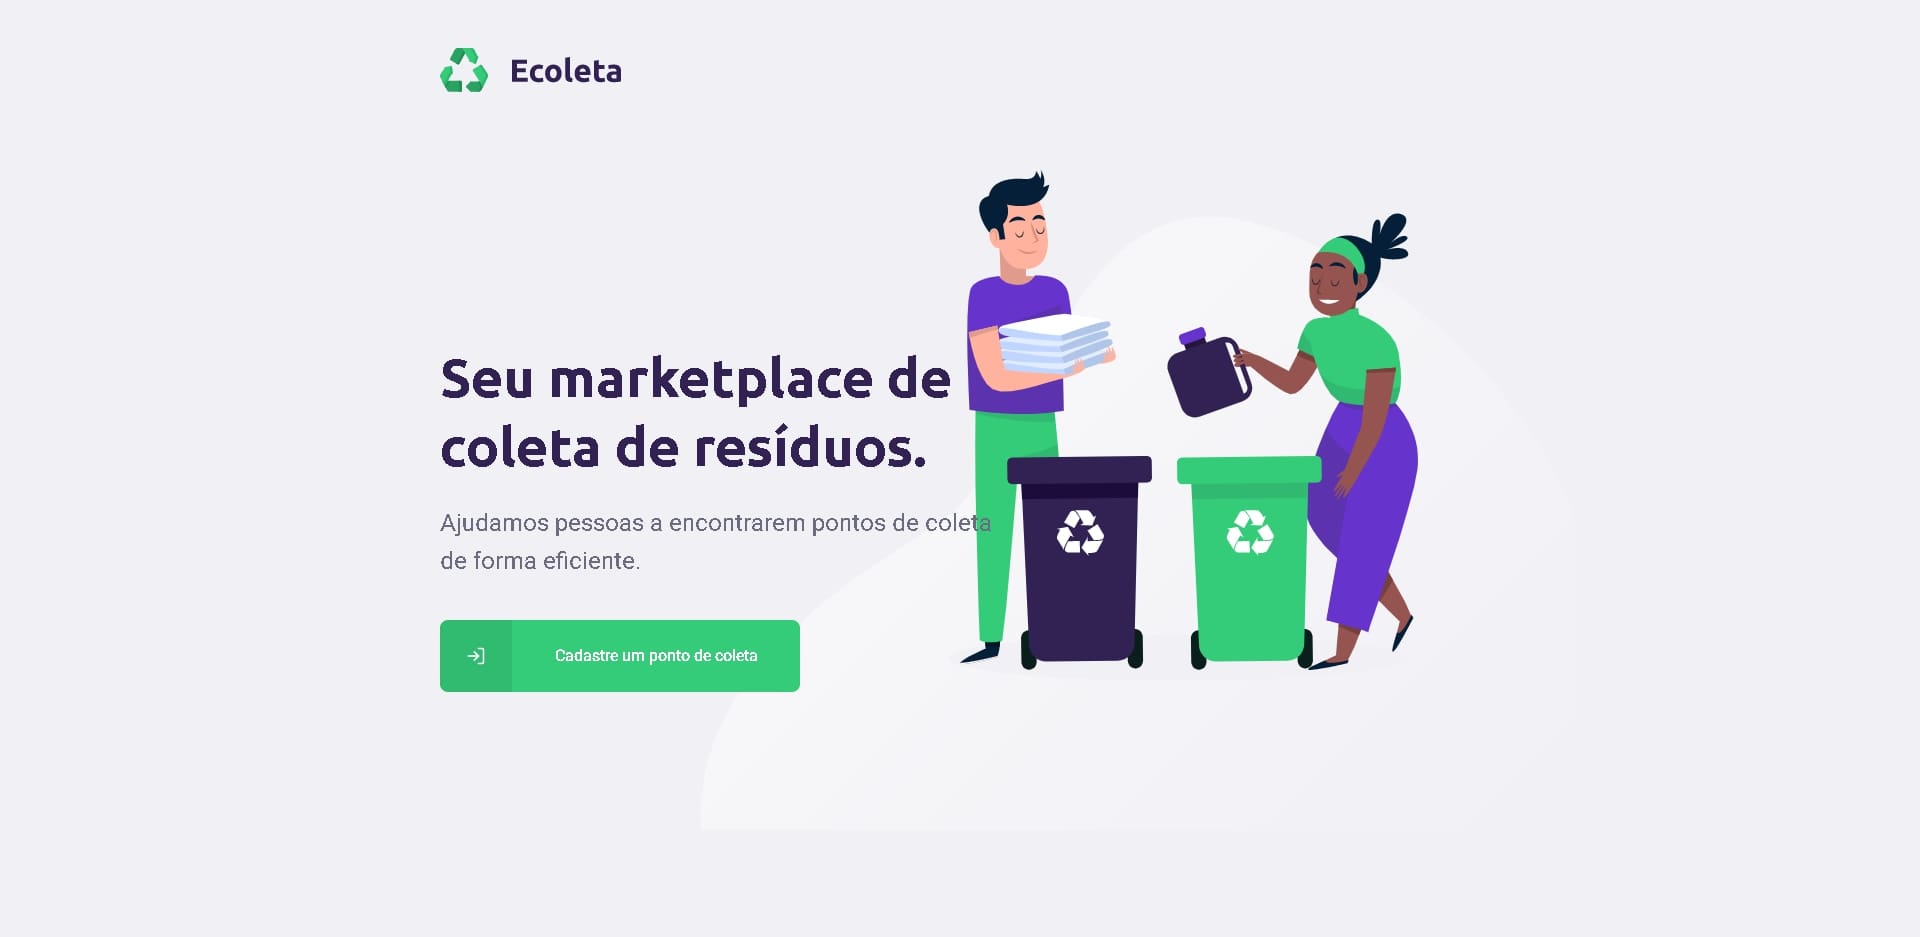 Ecoleta
Seu marketplace de
coleta de resíduos.
Ajudamos pessoas a encontrarem pontos de coleta
de forma eficiente.
Cadastre um ponto de coleta